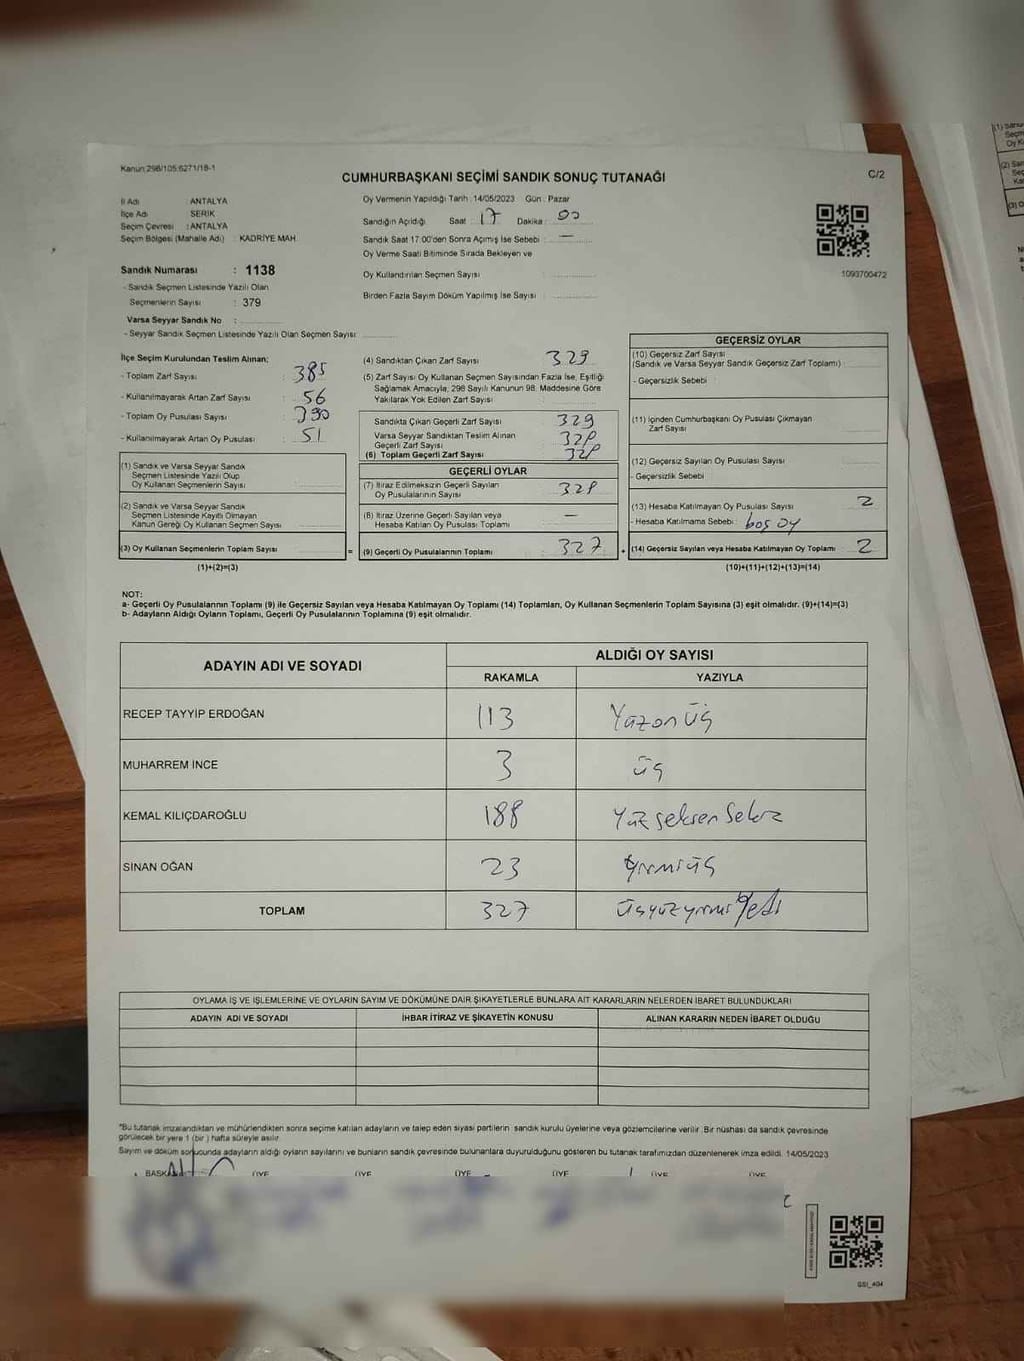 Kanun:298/105;6271/18-1
CUMHURBAŞKANI SEÇİMİ SANDIK SONUÇ TUTANAĞI
C/2
İl Adı : ANTALYA
İlçe Adı : SERİK
Seçim Çevresi : ANTALYA
Seçim Bölgesi (Mahalle Adı) : KADRİYE MAH.
Sandık Numarası : 1138
- Sandık Seçmen Listesinde Yazılı Olan
Seçmenlerin Sayısı : 379
Varsa Seyyar Sandık No :
- Seyyar Sandık Seçmen Listesinde Yazılı Olan Seçmen Sayısı :
Oy Vermenin Yapıldığı Tarih : 14/05/2023 Gün : Pazar
Sandığın Açıldığı Saat : 17 Dakika : 00
Sandık Saat 17:00'den Sonra Açımış İse Sebebi : —
Oy Verme Saati Bitiminde Sırada Bekleyen ve
Oy Kullandırılan Seçmen Sayısı :
Birden Fazla Sayım Döküm Yapılmış İse Sayısı :
1093700472
İlçe Seçim Kurulundan Teslim Alınan;
- Toplam Zarf Sayısı : 385
- Kullanılmayarak Artan Zarf Sayısı : 56
- Toplam Oy Pusulası Sayısı : 390
- Kullanılmayarak Artan Oy Pusulası : 51
(1) Sandık ve Varsa Seyyar Sandık
Seçmen Listesinde Yazılı Olup
Oy Kullanan Seçmenlerin Sayısı :
(2) Sandık ve Varsa Seyyar Sandık
Seçmen Listesinde Kayıtlı Olmayan
Kanun Gereği Oy Kullanan Seçmen Sayısı :
(3) Oy Kullanan Seçmenlerin Toplam Sayısı
(1)+(2)=(3)
=
(4) Sandıktan Çıkan Zarf Sayısı : 329
(5) Zarf Sayısı Oy Kullanan Seçmen Sayısından Fazla İse, Eşitliği
Sağlamak Amacıyla, 298 Sayılı Kanunun 98. Maddesine Göre
Yakılarak Yok Edilen Zarf Sayısı :
Sandıkta Çıkan Geçerli Zarf Sayısı : 329
Varsa Seyyar Sandıktan Teslim Alınan
Geçerli Zarf Sayısı :
(6) Toplam Geçerli Zarf Sayısı :
GEÇERLİ OYLAR
(7) İtiraz Edilmeksizin Geçerli Sayılan
Oy Pusulalarının Sayısı :
(8) İtiraz Üzerine Geçerli Sayılan veya
Hesaba Katılan Oy Pusulası Toplamı : —
(9) Geçerli Oy Pusulalarının Toplamı : 327
+
GEÇERSİZ OYLAR
(10) Geçersiz Zarf Sayısı
(Sandık ve Varsa Seyyar Sandık Geçersiz Zarf Toplamı) :
- Geçersizlik Sebebi :
(11) İçinden Cumhurbaşkanı Oy Pusulası Çıkmayan
Zarf Sayısı :
(12) Geçersiz Sayılan Oy Pusulası Sayısı :
- Geçersizlik Sebebi :
(13) Hesaba Katılmayan Oy Pusulası Sayısı : 2
- Hesaba Katılmama Sebebi : boş oy
(14) Geçersiz Sayılan veya Hesaba Katılmayan Oy Toplamı : 2
(10)+(11)+(12)+(13)=(14)
NOT:
a- Geçerli Oy Pusulalarının Toplamı (9) ile Geçersiz Sayılan veya Hesaba Katılmayan Oy Toplamı (14) Toplamları, Oy Kullanan Seçmenlerin Toplam Sayısına (3) eşit olmalıdır. (9)+(14)=(3)
b- Adayların Aldığı Oyların Toplamı, Geçerli Oy Pusulalarının Toplamına (9) eşit olmalıdır.
ADAYIN ADI VE SOYADI
ALDIĞI OY SAYISI
RAKAMLA YAZIYLA
RECEP TAYYİP ERDOĞAN 113 Yüzonüç
MUHARREM İNCE 3 üç
KEMAL KILIÇDAROĞLU 188 Yüzseksensekiz
SİNAN OĞAN 23 yirmiüç
TOPLAM 327 üçyüzyirmiyedi
OYLAMA İŞ VE İŞLEMLERİNE VE OYLARIN SAYIM VE DÖKÜMÜNE DAİR ŞİKAYETLERLE BUNLARA AİT KARARLARIN NELERDEN İBARET BULUNDUKLARI
ADAYIN ADI VE SOYADI İHBAR İTİRAZ VE ŞİKAYETİN KONUSU ALINAN KARARIN NEDEN İBARET OLDUĞU
"Bu tutanak imzalandıktan ve mühürlendikten sonra seçime katılan adayların ve talep eden siyasi partilerin sandık kurulu üyelerine veya gözlemcilerine verilir. Bir nüshası da sandık çevresinde
görülecek bir yere 1 (bir) hafta süreyle asılır.
Sayım ve döküm sonucunda adayların aldığı oyların sayılarını ve bunların sandık çevresinde bulunanlara duyurulduğunu gösteren bu tutanak tarafımızdan düzenlenerek imza edildi. 14/05/2023
ÜYE ÜYE ÜYE ÜYE ÜYE ÜYE
GSI_404